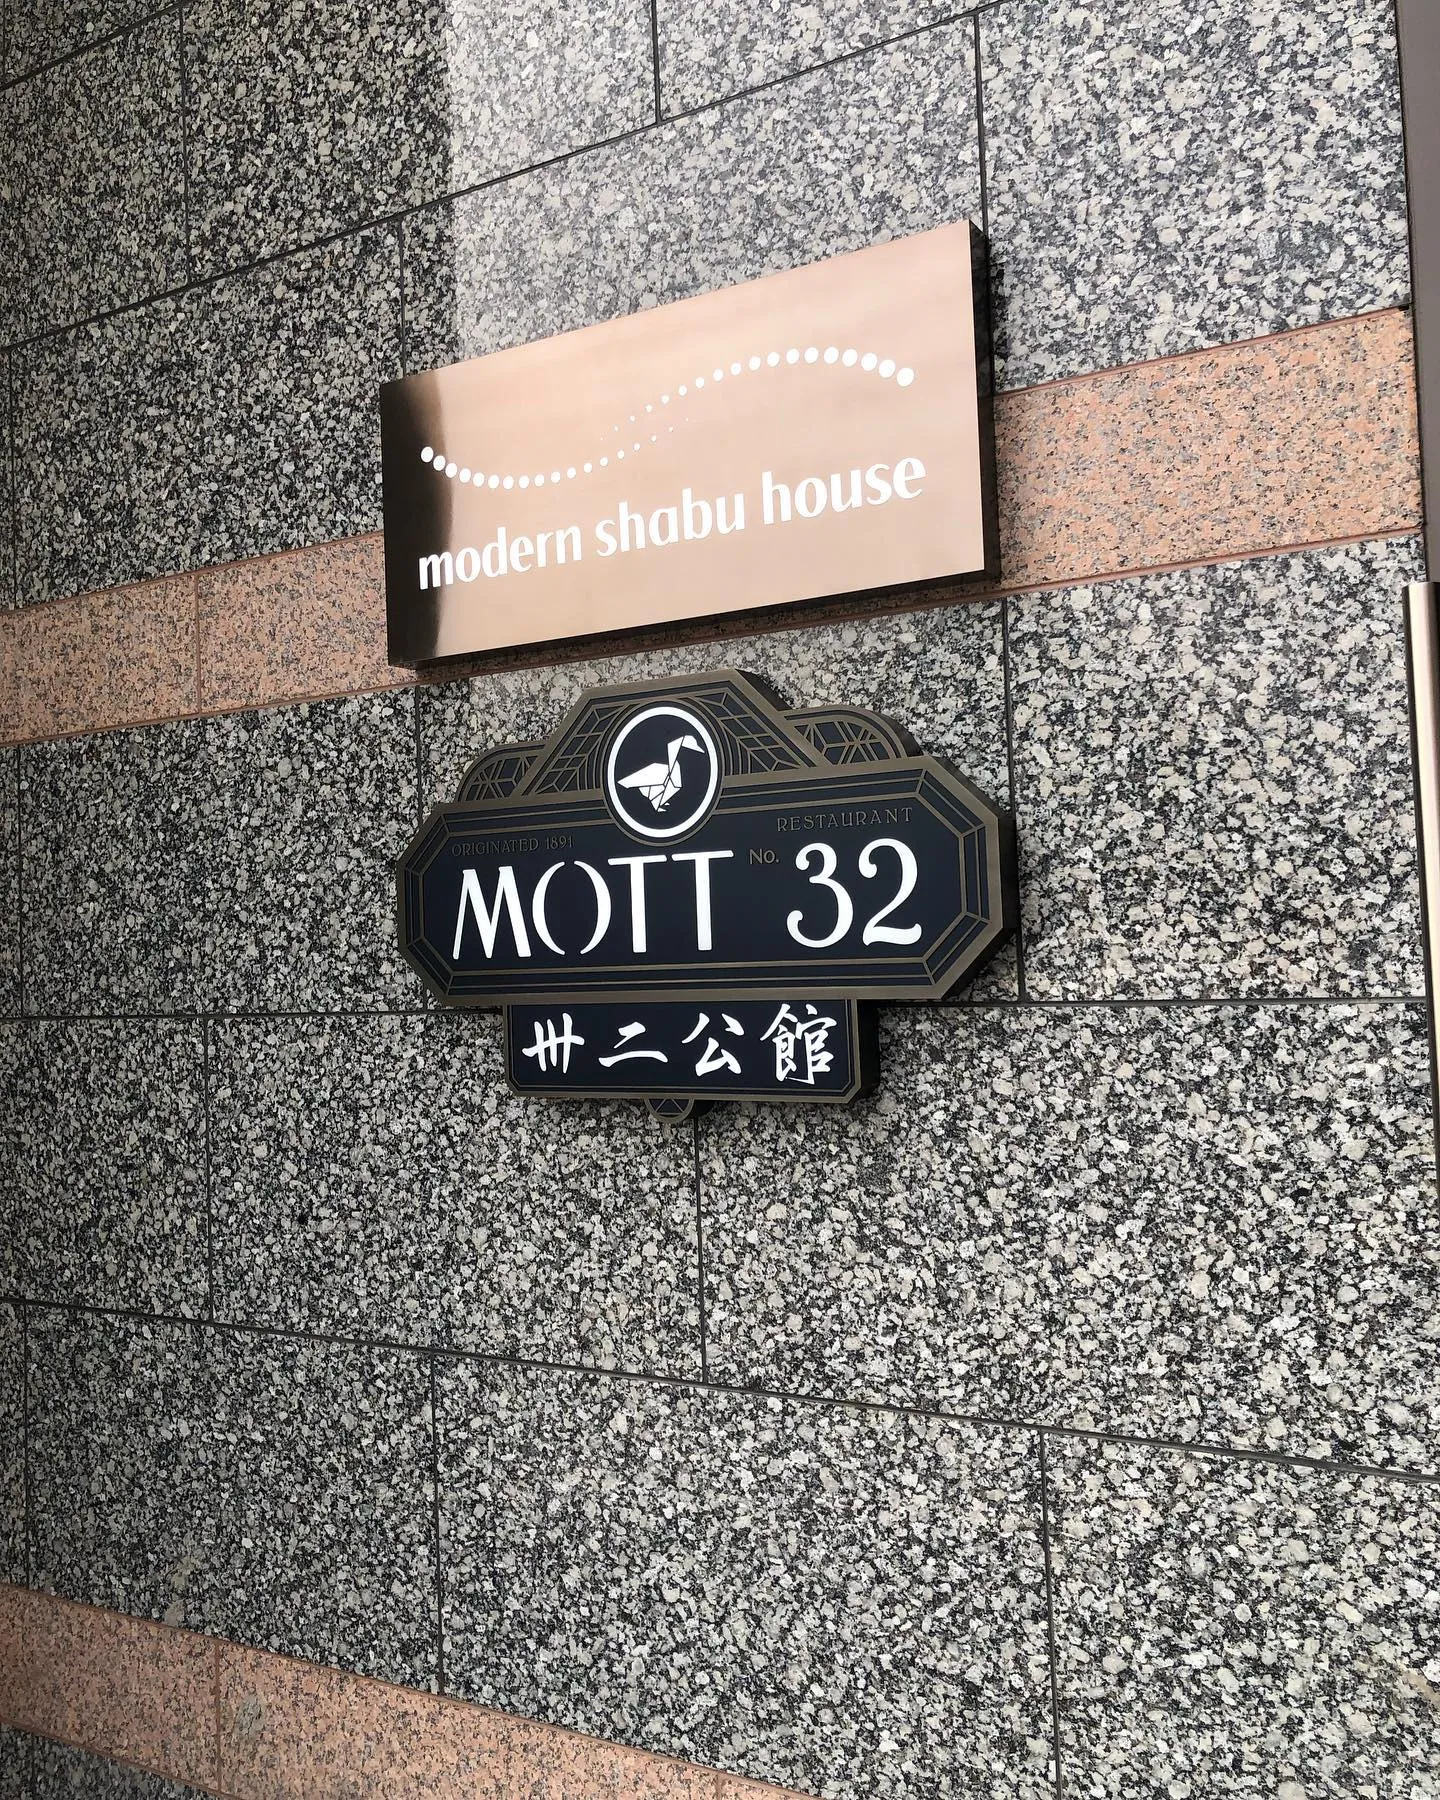 modern shabu house
ORIGINATED 1891
RESTAURANT
MOTT No. 32
卅二公館